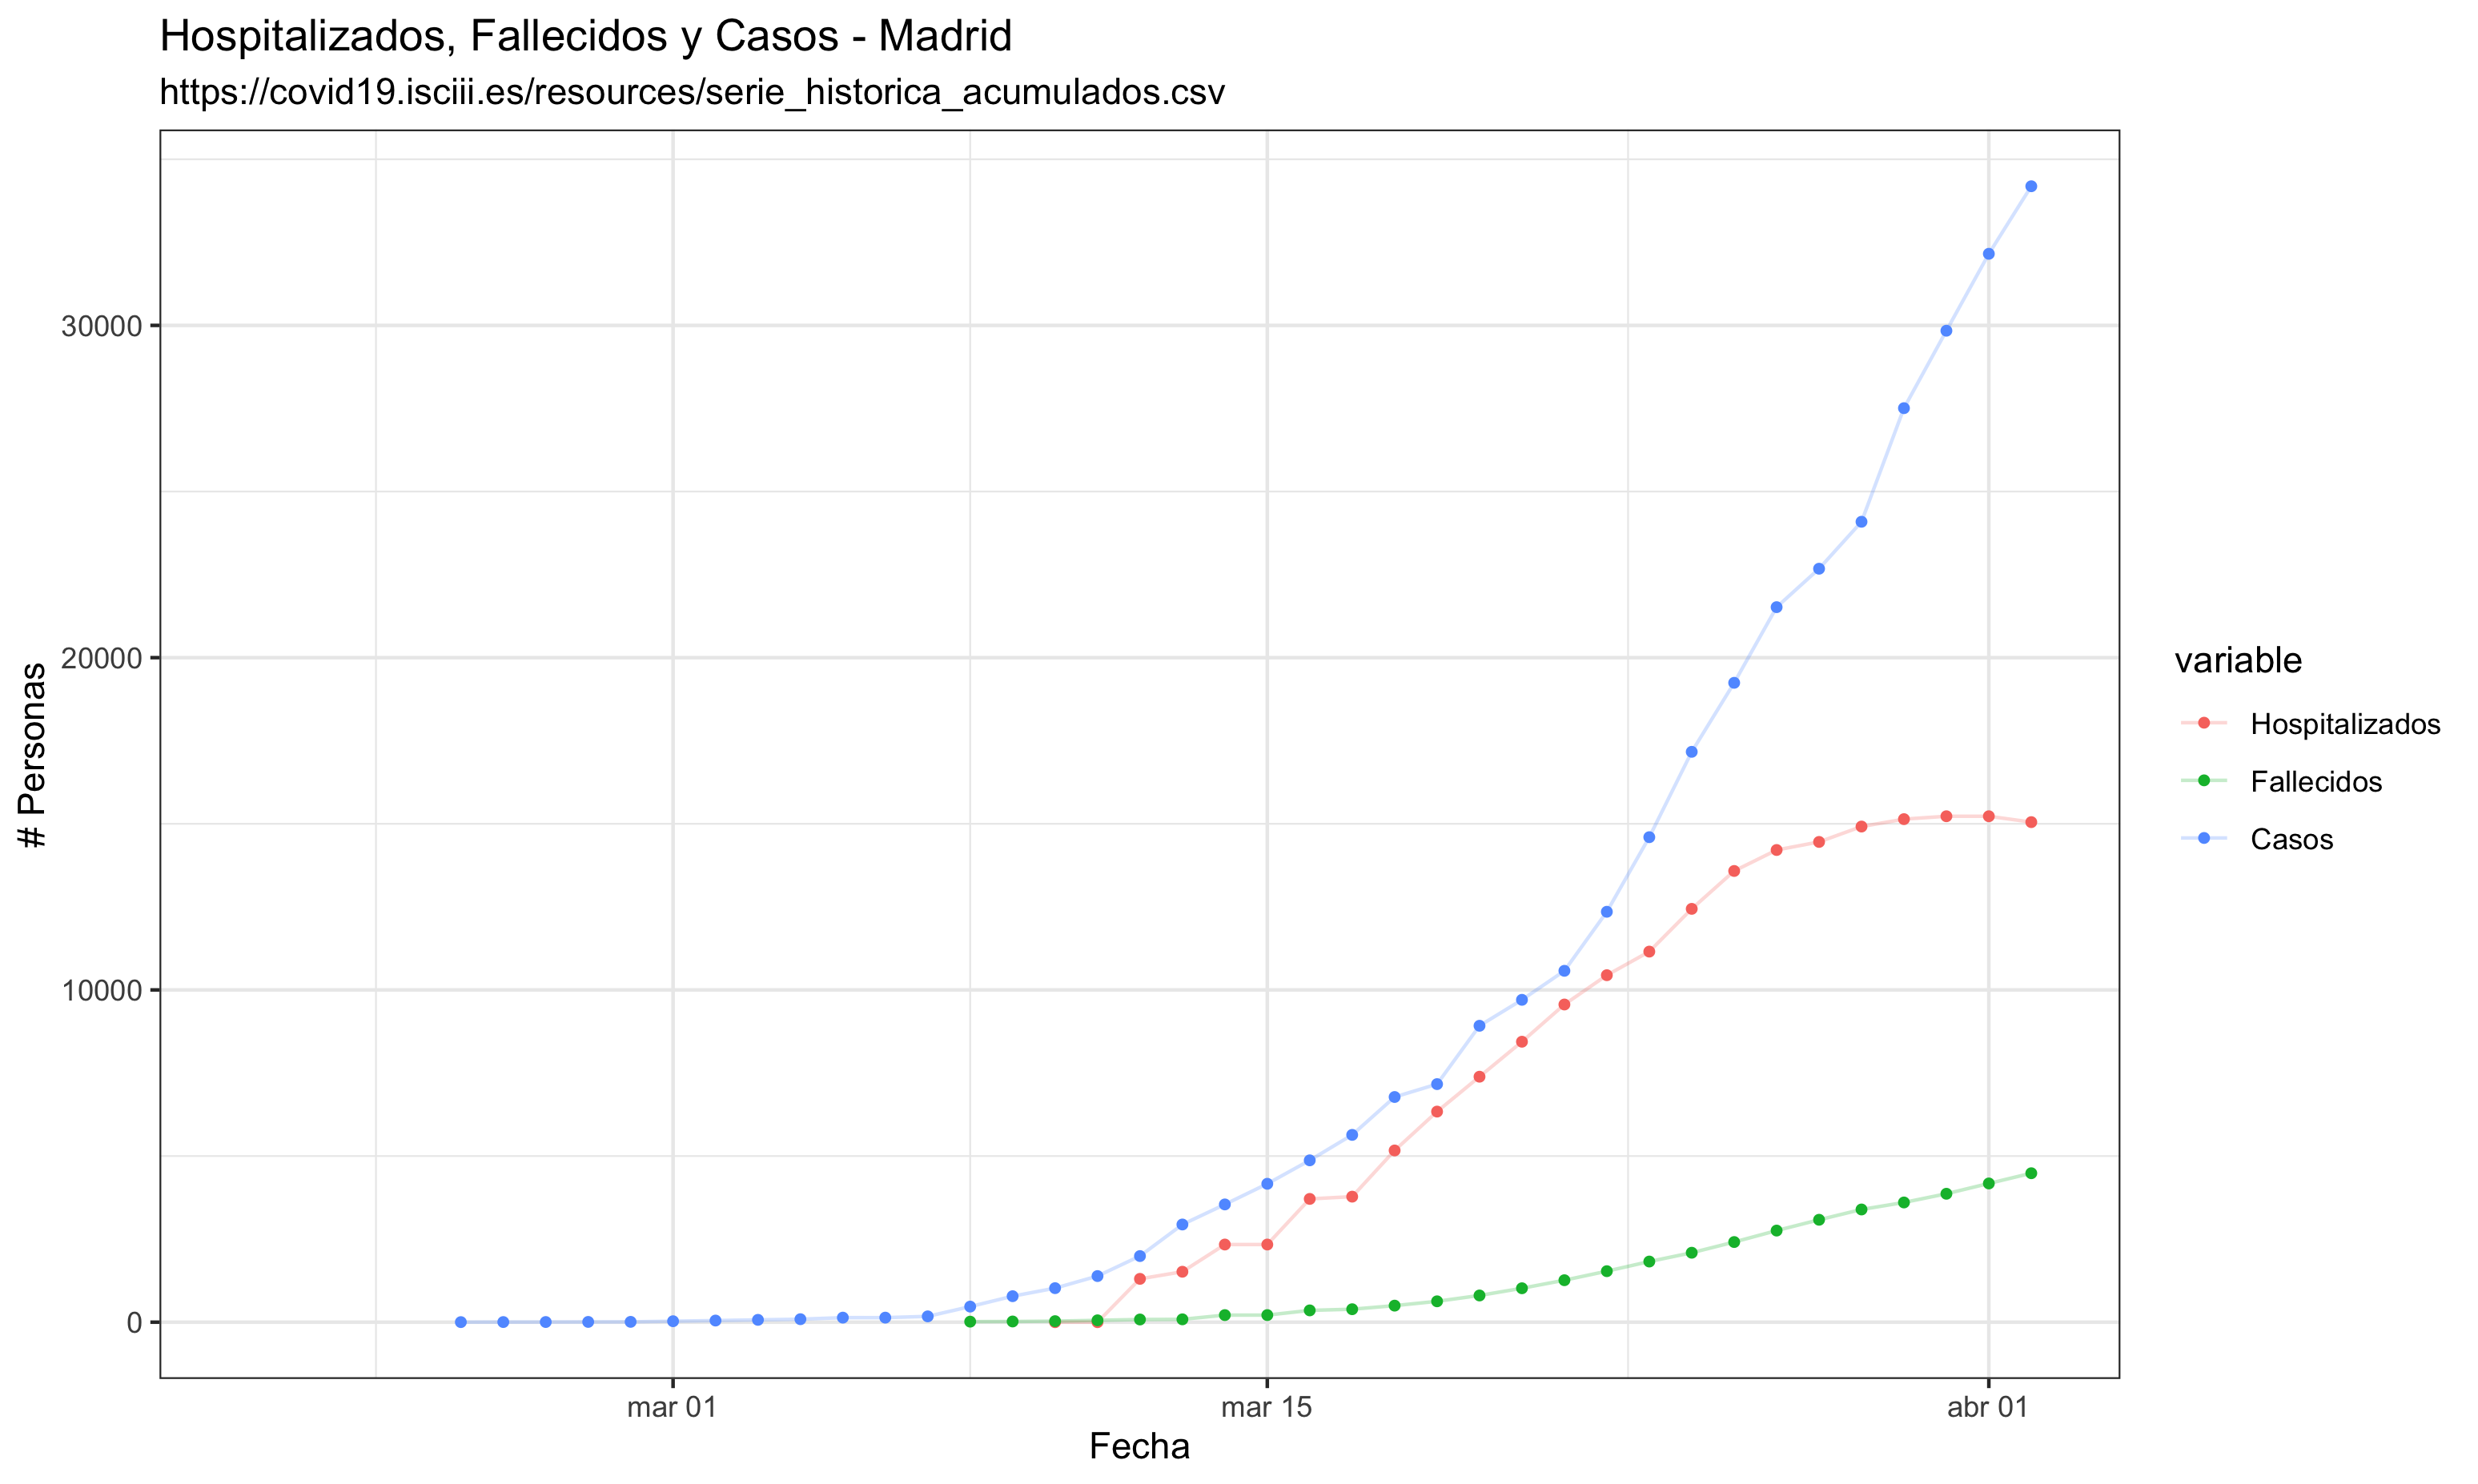 Hospitalizados, Fallecidos y Casos - Madrid
https://covid19.isciii.es/resources/serie_historica_acumulados.csv
# Personas
30000
20000
10000
0
mar 01
mar 15
abr 01
Fecha
variable
Hospitalizados
Fallecidos
Casos